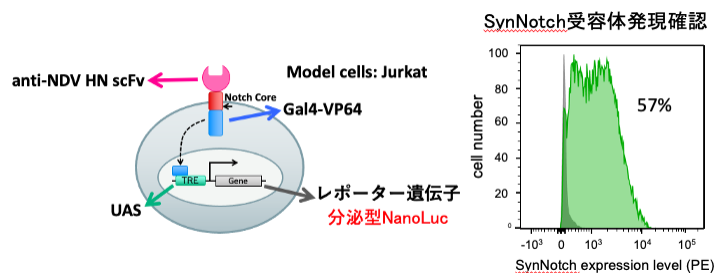 anti-NDV HN scFv
Model cells: Jurkat
Notch Core
Gal4-VP64
TRE
Gene
UAS
レポーター遺伝子
分泌型NanoLuc
SynNotch受容体発現確認
100
80
60
40
20
0
cell number
57%
-10³ 0 10³ 10⁴ 10⁵
SynNotch expression level (PE)